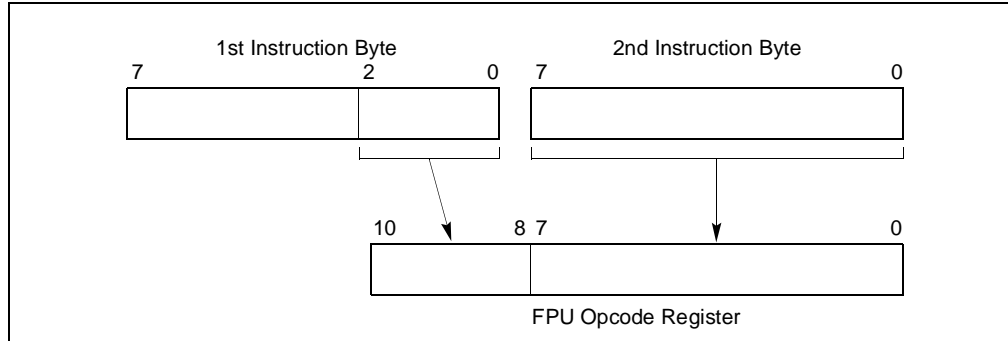 1st Instruction Byte 2nd Instruction Byte
7 2 0 7 0
10 8 7 0
FPU Opcode Register